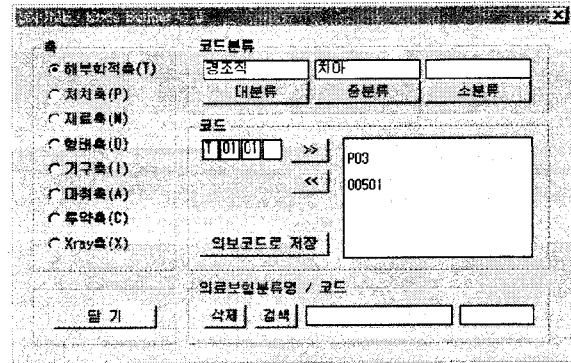 축
해부학적축(T)
처치축(P)
재료축(M)
형태축(D)
기구축(I)
마취축(A)
투약축(C)
Xray축(X)
닫 기
코드분류
경조직 치아
대분류 중분류 소분류
코드
T 01 01
>>
<<
P03
00501
의보코드로 저장
의료보험분류명 / 코드
삭제 검색